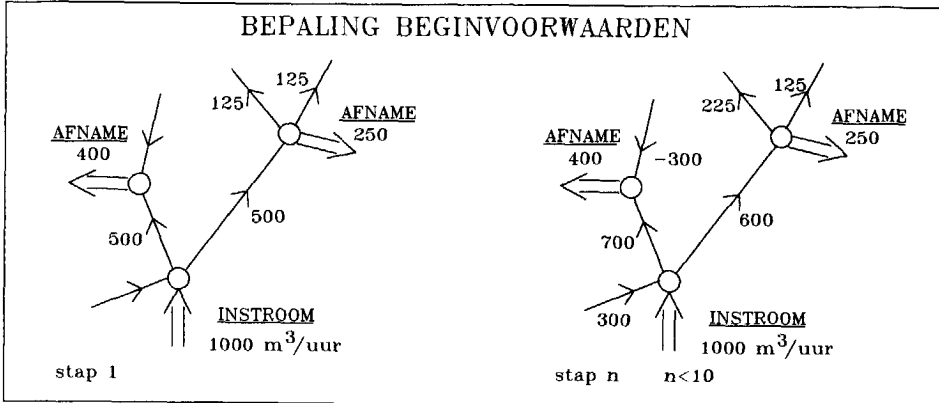 BEPALING BEGINVOORWAARDEN
125
125
AFNAME
250
AFNAME
400
500
500
INSTROOM
1000 m³/uur
stap 1
225
125
AFNAME
250
AFNAME
400
-300
600
700
300
INSTROOM
1000 m³/uur
stap n n<10